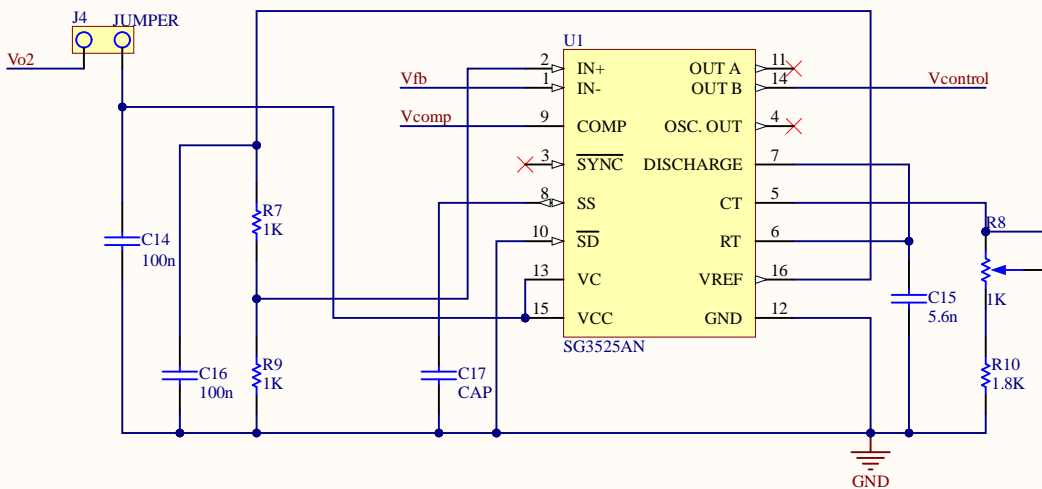 J4 JUMPER
Vo2
U1
2 IN+ OUT A 11
Vfb 1 IN- OUT B 14 Vcontrol
Vcomp 9 COMP OSC. OUT 4
3 SYNC DISCHARGE 7
8 SS CT 5
10 SD RT 6
13 VC VREF 16
15 VCC GND 12
SG3525AN
R7
1K
C14
100n
R8
1K
C15
5.6n
R9
1K
C16
100n
C17
CAP
R10
1.8K
GND